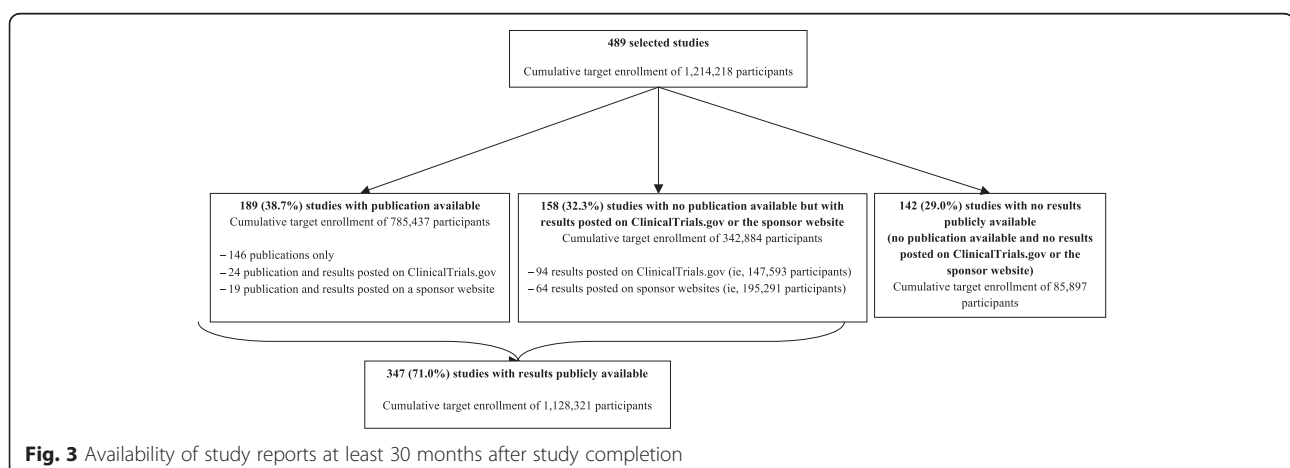 489 selected studies
Cumulative target enrollment of 1,214,218 participants
189 (38.7%) studies with publication available
Cumulative target enrollment of 785,437 participants
– 146 publications only
– 24 publication and results posted on ClinicalTrials.gov
– 19 publication and results posted on a sponsor website
158 (32.3%) studies with no publication available but with
results posted on ClinicalTrials.gov or the sponsor website
Cumulative target enrollment of 342,884 participants
– 94 results posted on ClinicalTrials.gov (ie, 147,593 participants)
– 64 results posted on sponsor websites (ie, 195,291 participants)
142 (29.0%) studies with no results
publicly available
(no publication available and no results
posted on ClinicalTrials.gov or the
sponsor website)
Cumulative target enrollment of 85,897
participants
347 (71.0%) studies with results publicly available
Cumulative target enrollment of 1,128,321 participants
Fig. 3 Availability of study reports at least 30 months after study completion